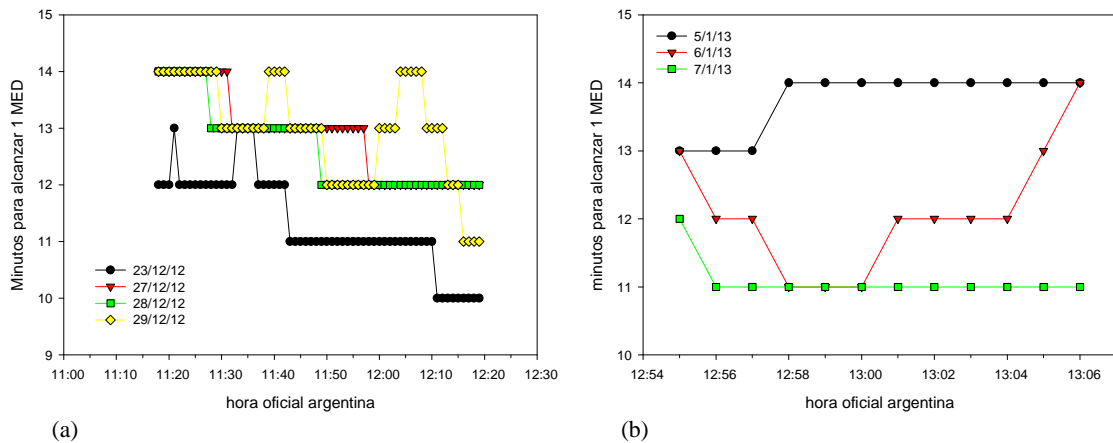 15
14
13
12
11
10
9
Minutos para alcanzar 1 MED
23/12/12
27/12/12
28/12/12
29/12/12
11:00 11:10 11:20 11:30 11:40 11:50 12:00 12:10 12:20 12:30
hora oficial argentina
(a)
15
14
13
12
11
10
minutos para alcanzar 1 MED
5/1/13
6/1/13
7/1/13
12:54 12:56 12:58 13:00 13:02 13:04 13:06
hora oficial argentina
(b)